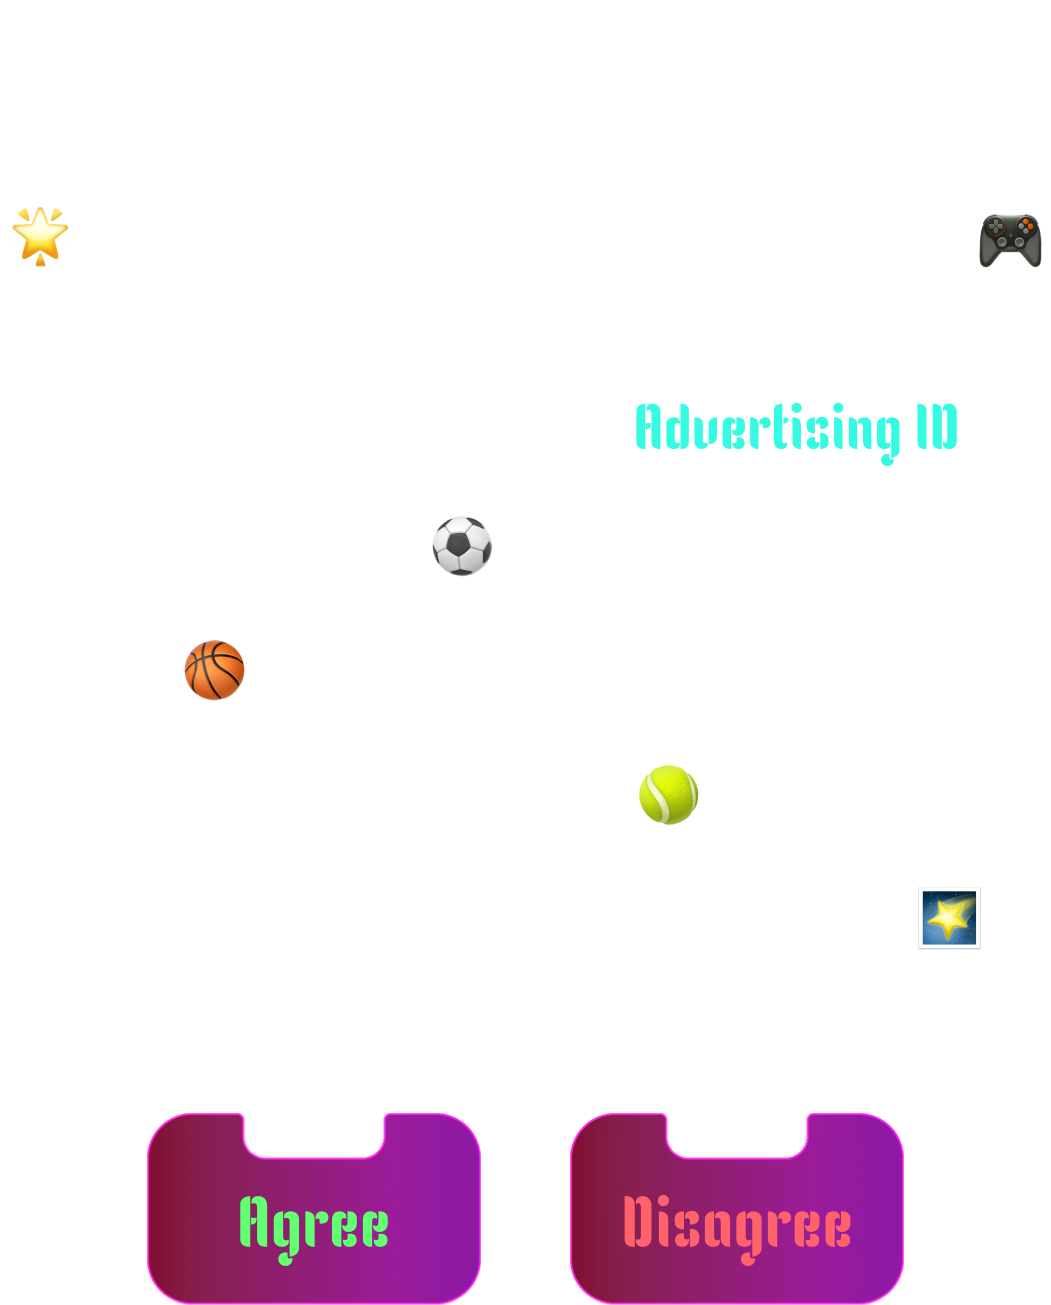 🌟 🎮
Advertising ID
⚽
🏀
🎾
🌠
Agree
Disagree